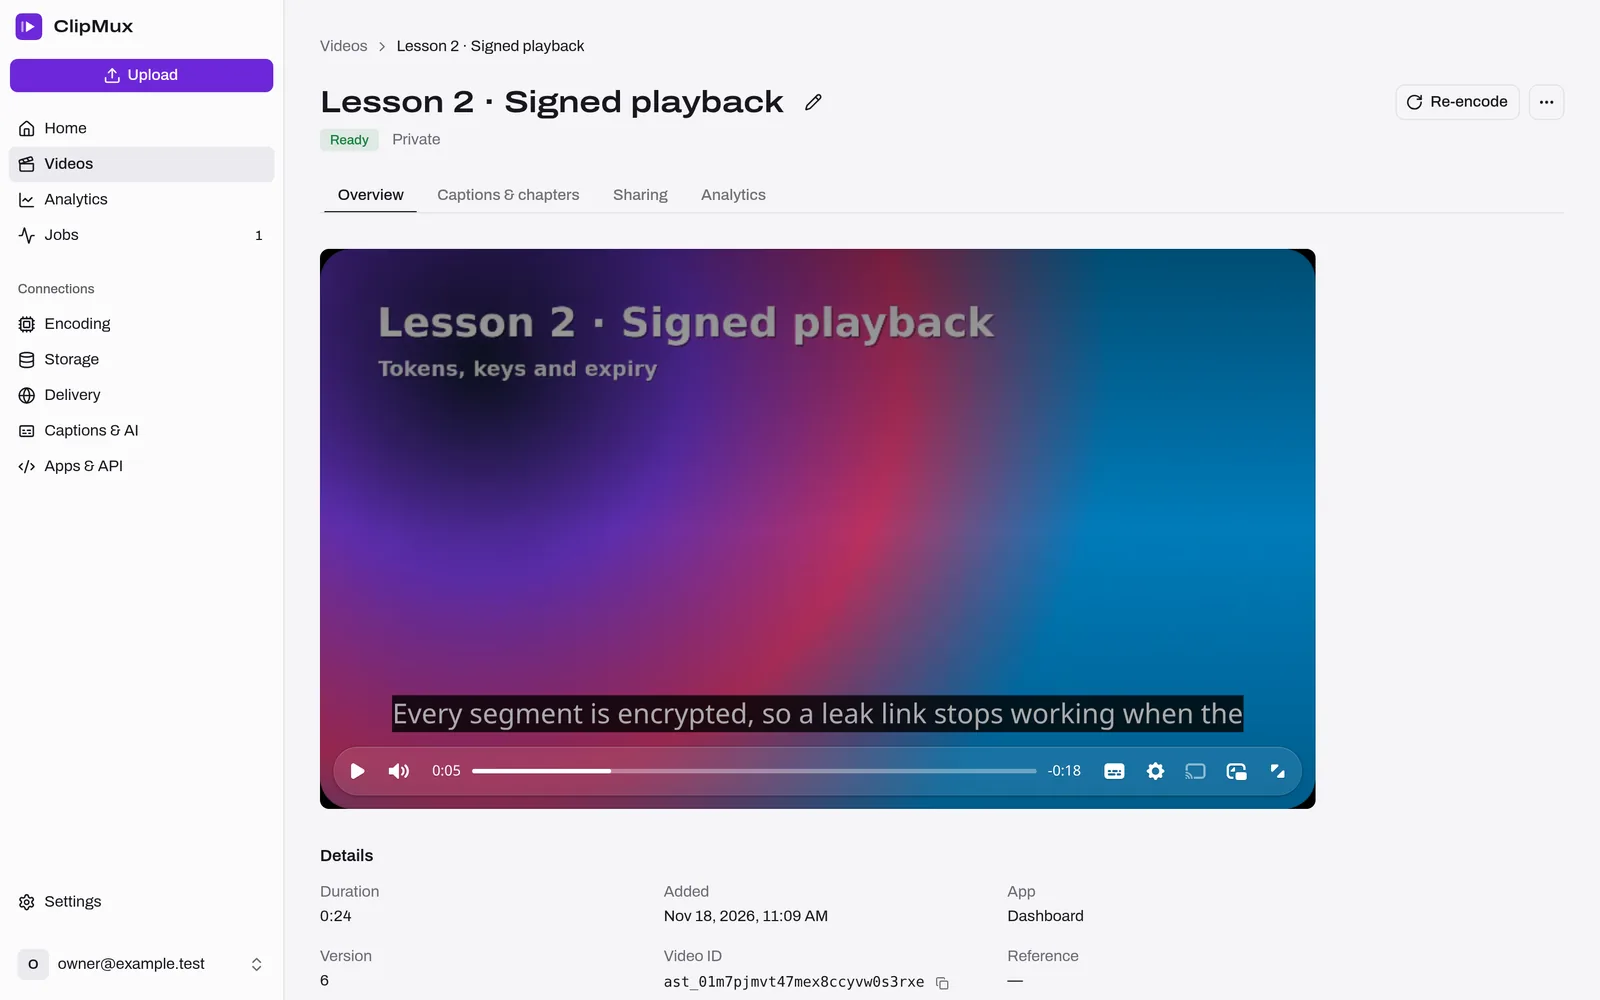 ClipMux
Upload
Home
Videos
Analytics
Jobs 1
Connections
Encoding
Storage
Delivery
Captions & AI
Apps & API
Settings
O owner@example.test
Videos > Lesson 2 · Signed playback
Lesson 2 · Signed playback
Re-encode
Ready Private
Overview Captions & chapters Sharing Analytics
Lesson 2 · Signed playback
Tokens, keys and expiry
Every segment is encrypted, so a leak link stops working when the
0:05 -0:18
Details
Duration Added App
0:24 Nov 18, 2026, 11:09 AM Dashboard
Version Video ID Reference
6 ast_01m7pjmvt47mex8ccyvw0s3rxe —